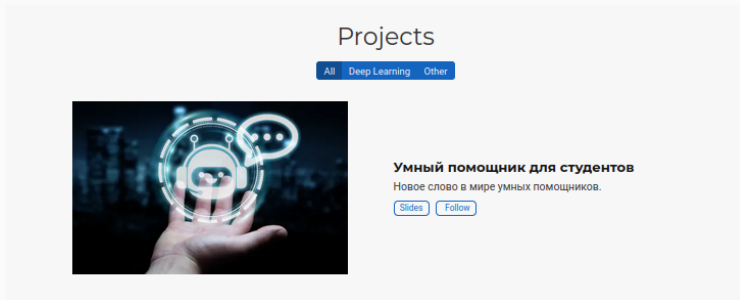 Projects
All Deep Learning Other
Умный помощник для студентов
Новое слово в мире умных помощников.
Slides Follow